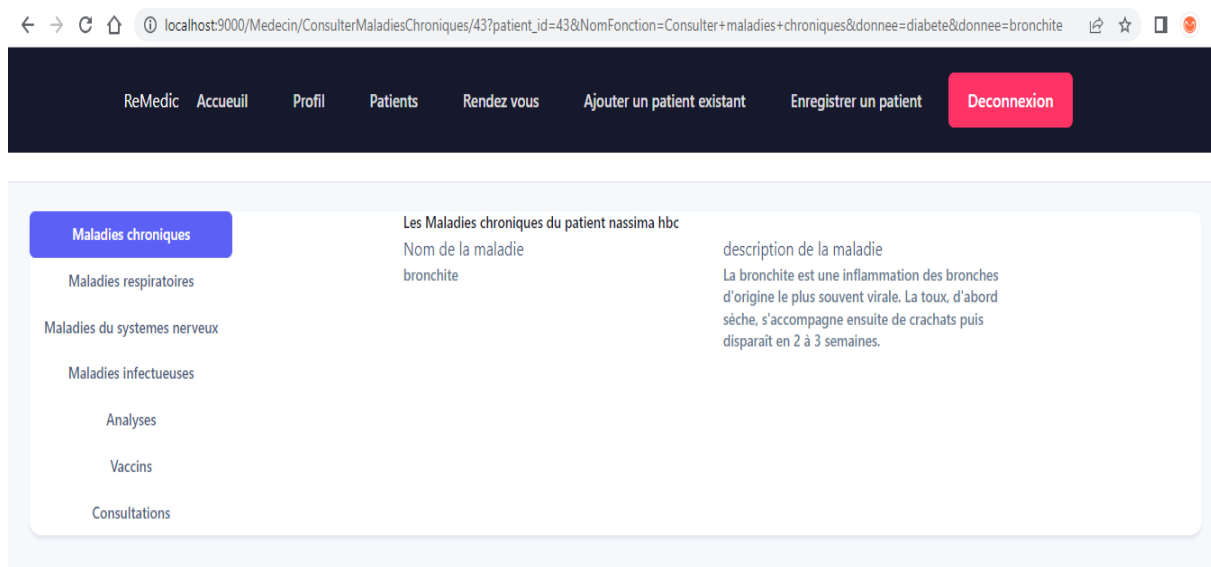 localhost:9000/Medecin/ConsulterMaladiesChroniques/43?patient_id=43&NomFonction=Consulter+maladies+chroniques&donnee=diabete&donnee=bronchite
ReMedic Accueuil Profil Patients Rendez vous Ajouter un patient existant Enregistrer un patient Deconnexion
Maladies chroniques
Maladies respiratoires
Maladies du systemes nerveux
Maladies infectueuses
Analyses
Vaccins
Consultations
Les Maladies chroniques du patient nassima hbc
Nom de la maladie description de la maladie
bronchite La bronchite est une inflammation des bronches
d'origine le plus souvent virale. La toux, d'abord
sèche, s'accompagne ensuite de crachats puis
disparaît en 2 à 3 semaines.